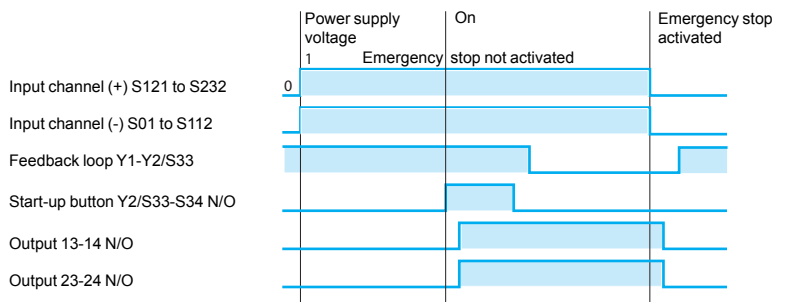 Power supply voltage
On
Emergency stop activated
1 Emergency stop not activated
Input channel (+) S121 to S232 0
Input channel (-) S01 to S112
Feedback loop Y1-Y2/S33
Start-up button Y2/S33-S34 N/O
Output 13-14 N/O
Output 23-24 N/O